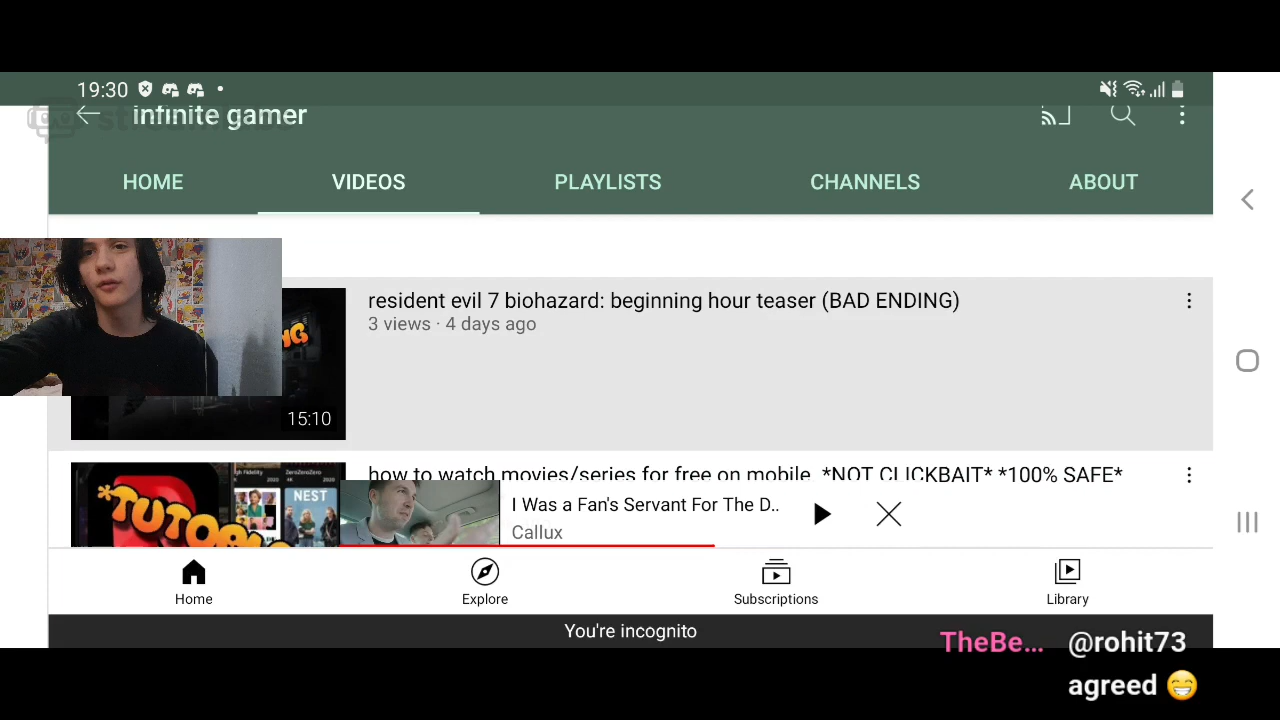 19:30
infinite gamer
HOME VIDEOS PLAYLISTS CHANNELS ABOUT
resident evil 7 biohazard: beginning hour teaser (BAD ENDING)
3 views · 4 days ago
15:10
how to watch movies/series for free on mobile *NOT CLICKBAIT* *100% SAFE*
NEST
I Was a Fan's Servant For The D..
Callux
Home Explore Subscriptions Library
You're incognito
TheBe... @rohit73
agreed 😁